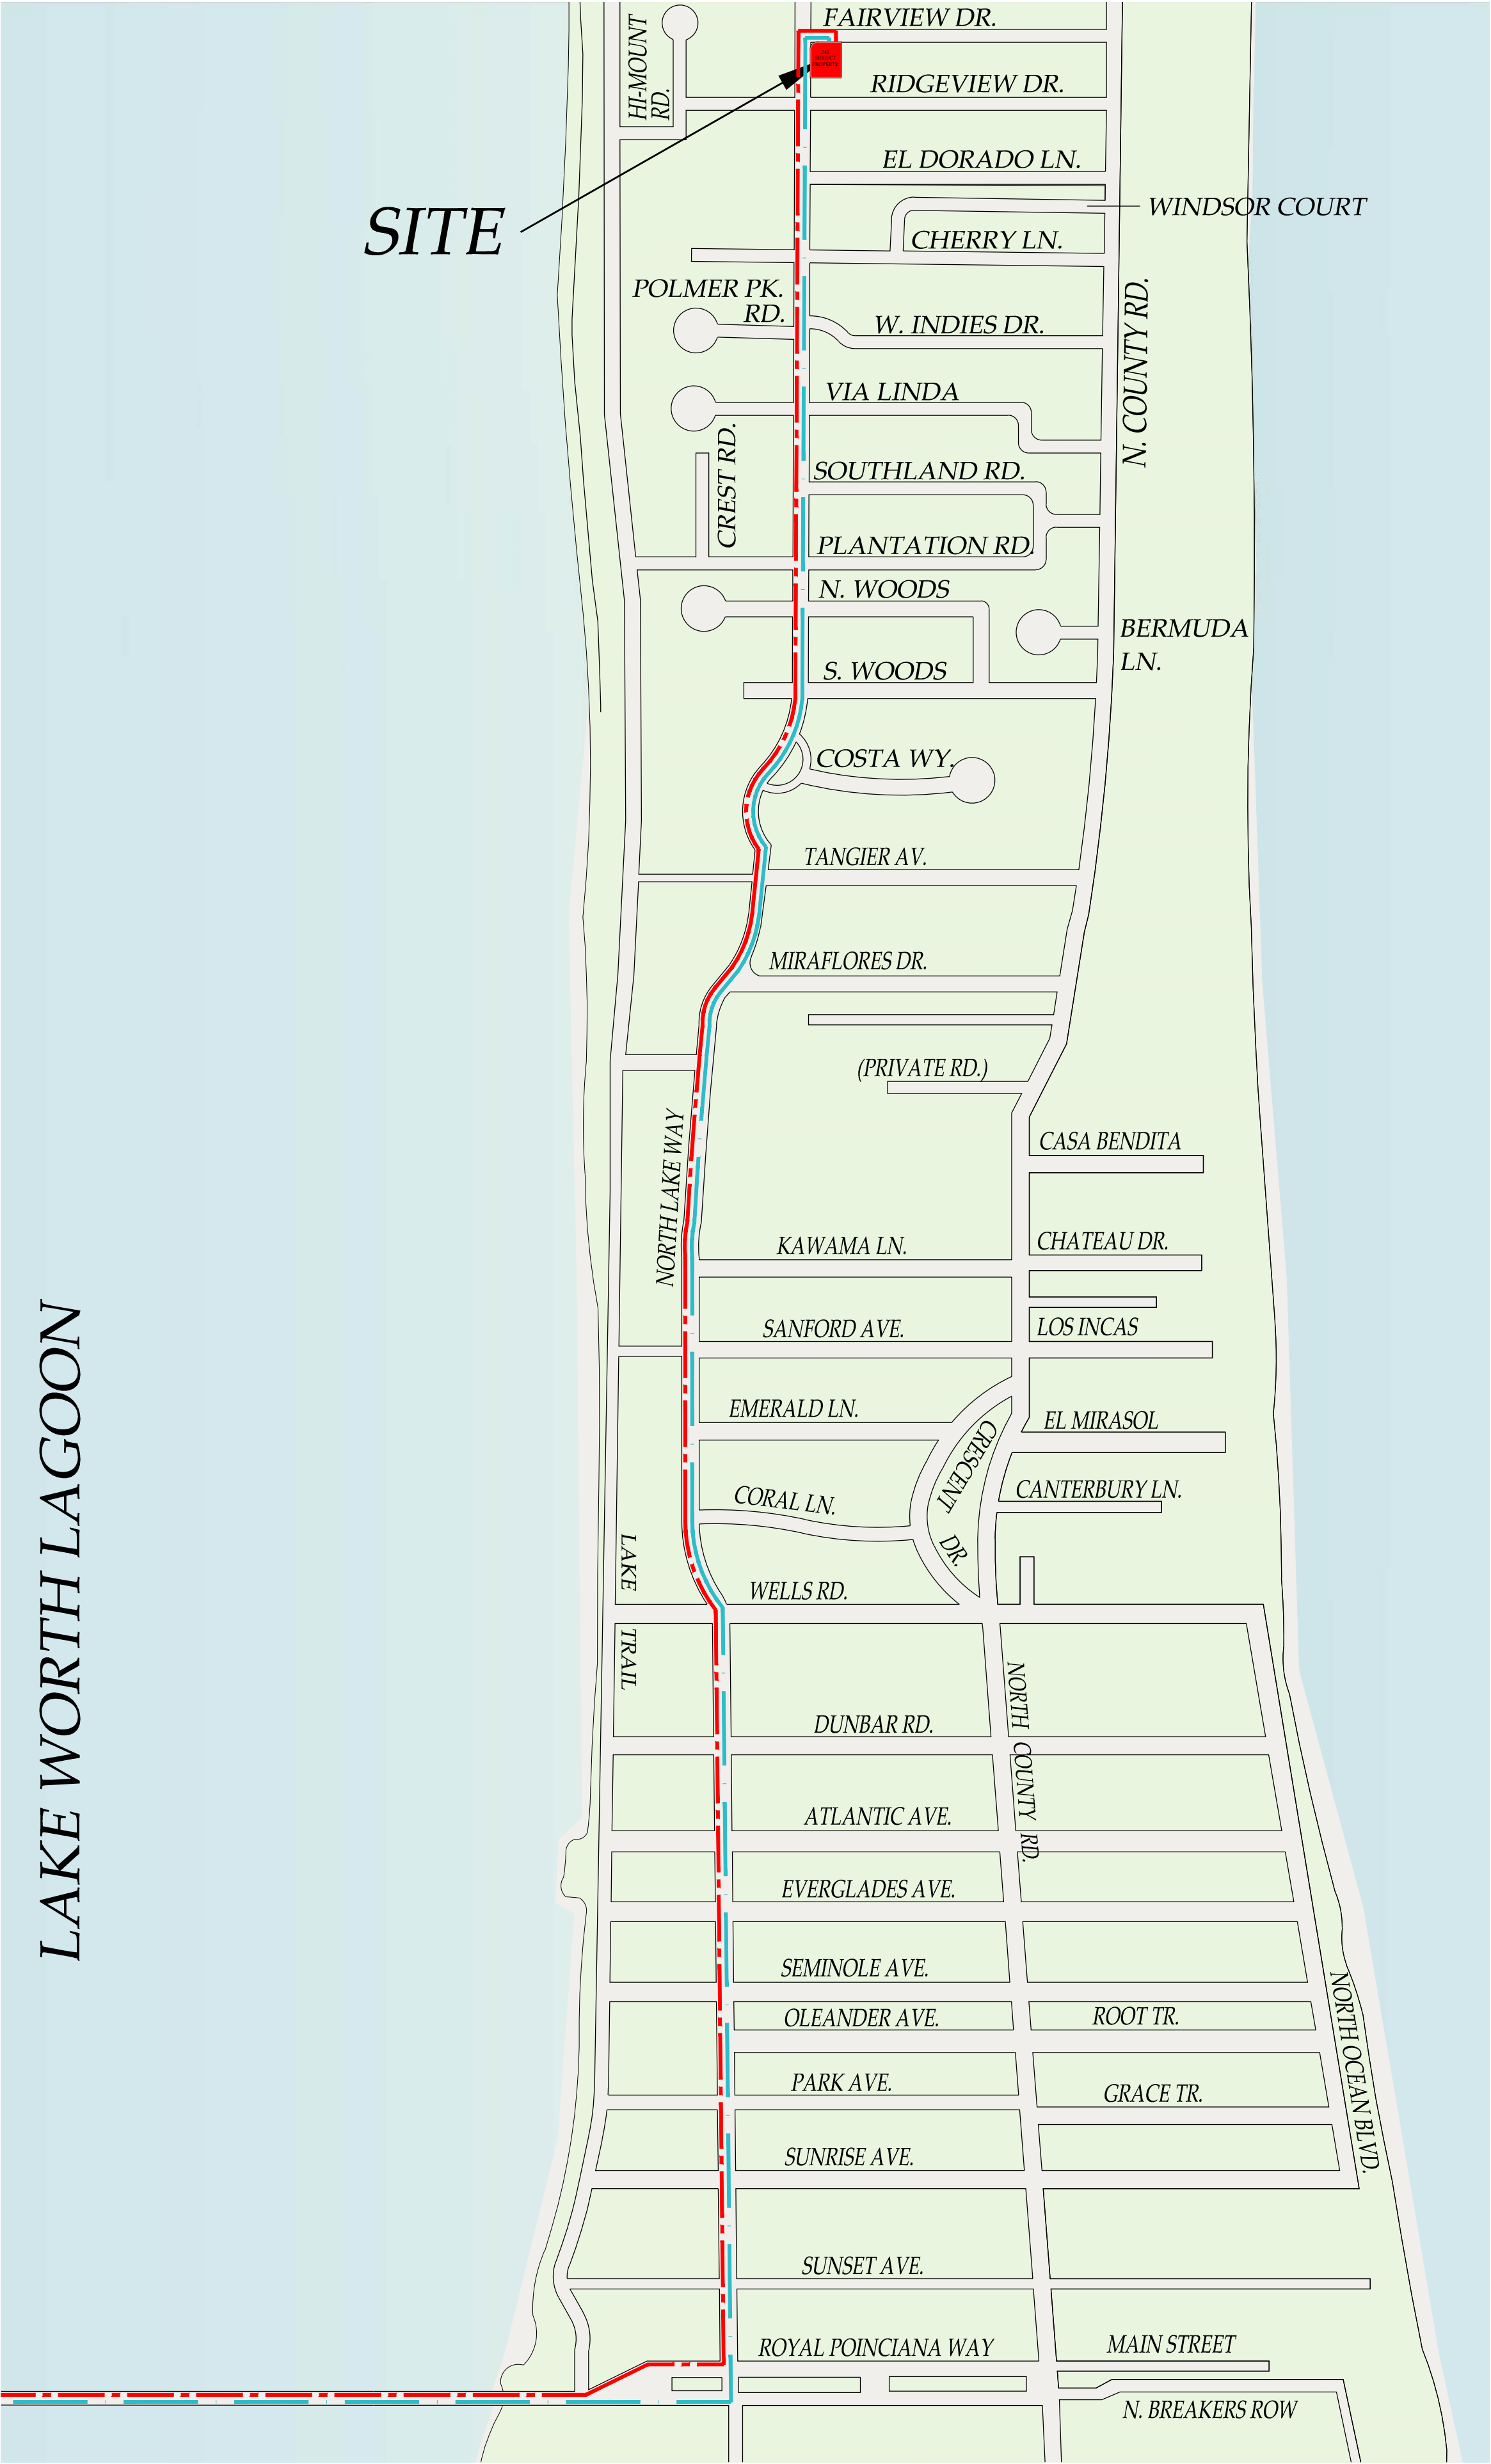 FAIRVIEW DR.
HI-MOUNT
RD.
SUBJECT
PROPERTY
RIDGEVIEW DR.
EL DORADO LN.
SITE
WINDSOR COURT
CHERRY LN.
POLMER PK.
RD.
W. INDIES DR.
N. COUNTY RD.
VIA LINDA
CREST RD.
SOUTHLAND RD.
PLANTATION RD.
N. WOODS
BERMUDA
LN.
S. WOODS
COSTA WY.
TANGIER AV.
MIRAFLORES DR.
(PRIVATE RD.)
NORTH LAKE WAY
CASA BENDITA
KAWAMA LN.
CHATEAU DR.
SANFORD AVE.
LOS INCAS
LAKE WORTH LAGOON
EMERALD LN.
CRESCENT
DR.
EL MIRASOL
CORAL LN.
CANTERBURY LN.
LAKE
TRAIL
WELLS RD.
NORTH COUNTY RD.
DUNBAR RD.
ATLANTIC AVE.
EVERGLADES AVE.
SEMINOLE AVE.
OLEANDER AVE.
ROOT TR.
NORTH OCEAN BLVD.
PARK AVE.
GRACE TR.
SUNRISE AVE.
SUNSET AVE.
ROYAL POINCIANA WAY
MAIN STREET
N. BREAKERS ROW